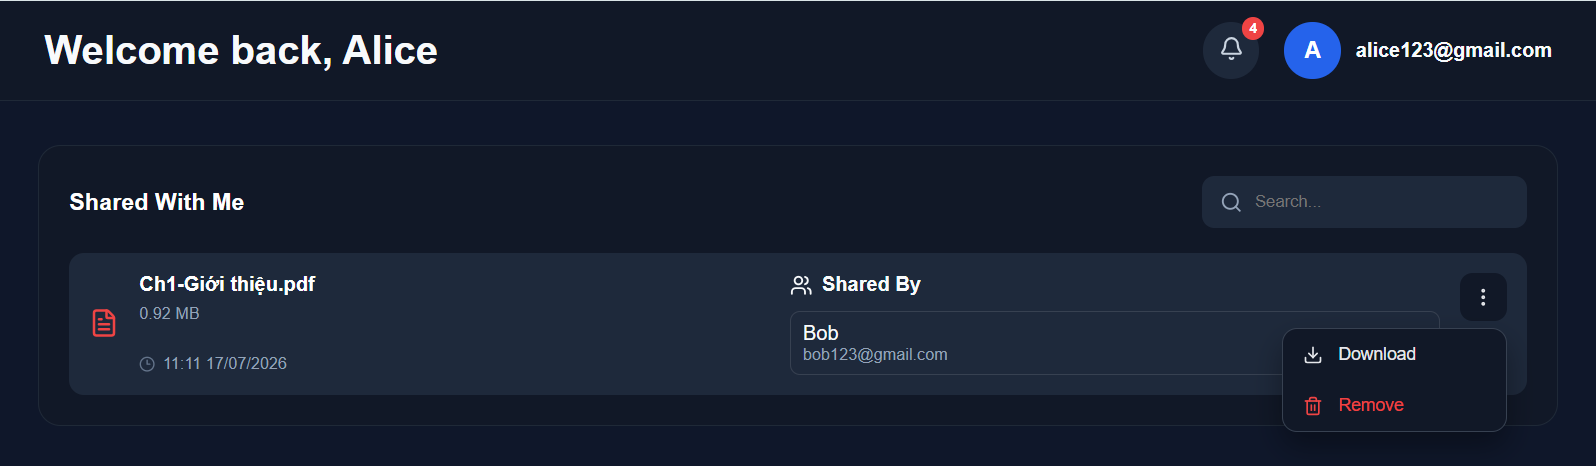 Welcome back, Alice
4
A
alice123@gmail.com
Shared With Me
Search...
Ch1-Giới thiệu.pdf
0.92 MB
11:11 17/07/2026
Shared By
Bob
bob123@gmail.com
Download
Remove